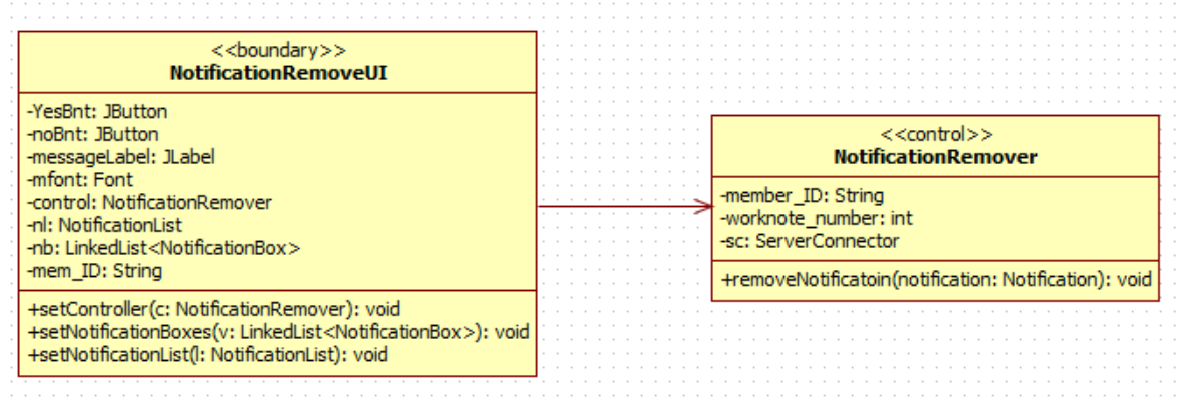 <<boundary>>
NotificationRemoveUI
-YesBnt: JButton
-noBnt: JButton
-messageLabel: JLabel
-mfont: Font
-control: NotificationRemover
-nl: NotificationList
-nb: LinkedList<NotificationBox>
-mem_ID: String
+setController(c: NotificationRemover): void
+setNotificationBoxes(v: LinkedList<NotificationBox>): void
+setNotificationList(l: NotificationList): void
<<control>>
NotificationRemover
-member_ID: String
-worknote_number: int
-sc: ServerConnector
+removeNotificatoin(notification: Notification): void